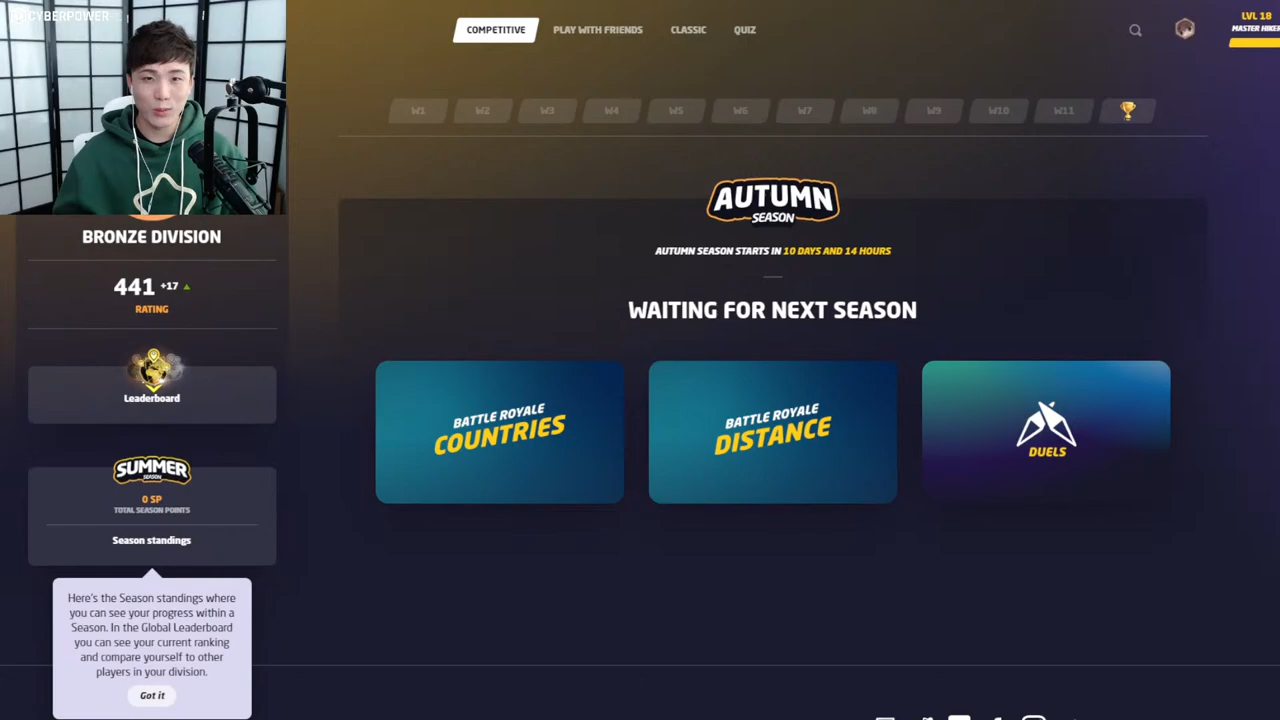 CYBERPOWER
COMPETITIVE
PLAY WITH FRIENDS
CLASSIC
QUIZ
LVL 18
MASTER HIKER
W1
W2
W3
W4
W5
W6
W7
W8
W9
W10
W11
BRONZE DIVISION
441 +17
RATING
Leaderboard
SUMMER
SEASON
0 SP
TOTAL SEASON POINTS
Season standings
Here's the Season standings where
you can see your progress within a
Season. In the Global Leaderboard
you can see your current ranking
and compare yourself to other
players in your division.
Got it
AUTUMN
SEASON
AUTUMN SEASON STARTS IN 10 DAYS AND 14 HOURS
WAITING FOR NEXT SEASON
BATTLE ROYALE
COUNTRIES
BATTLE ROYALE
DISTANCE
DUELS